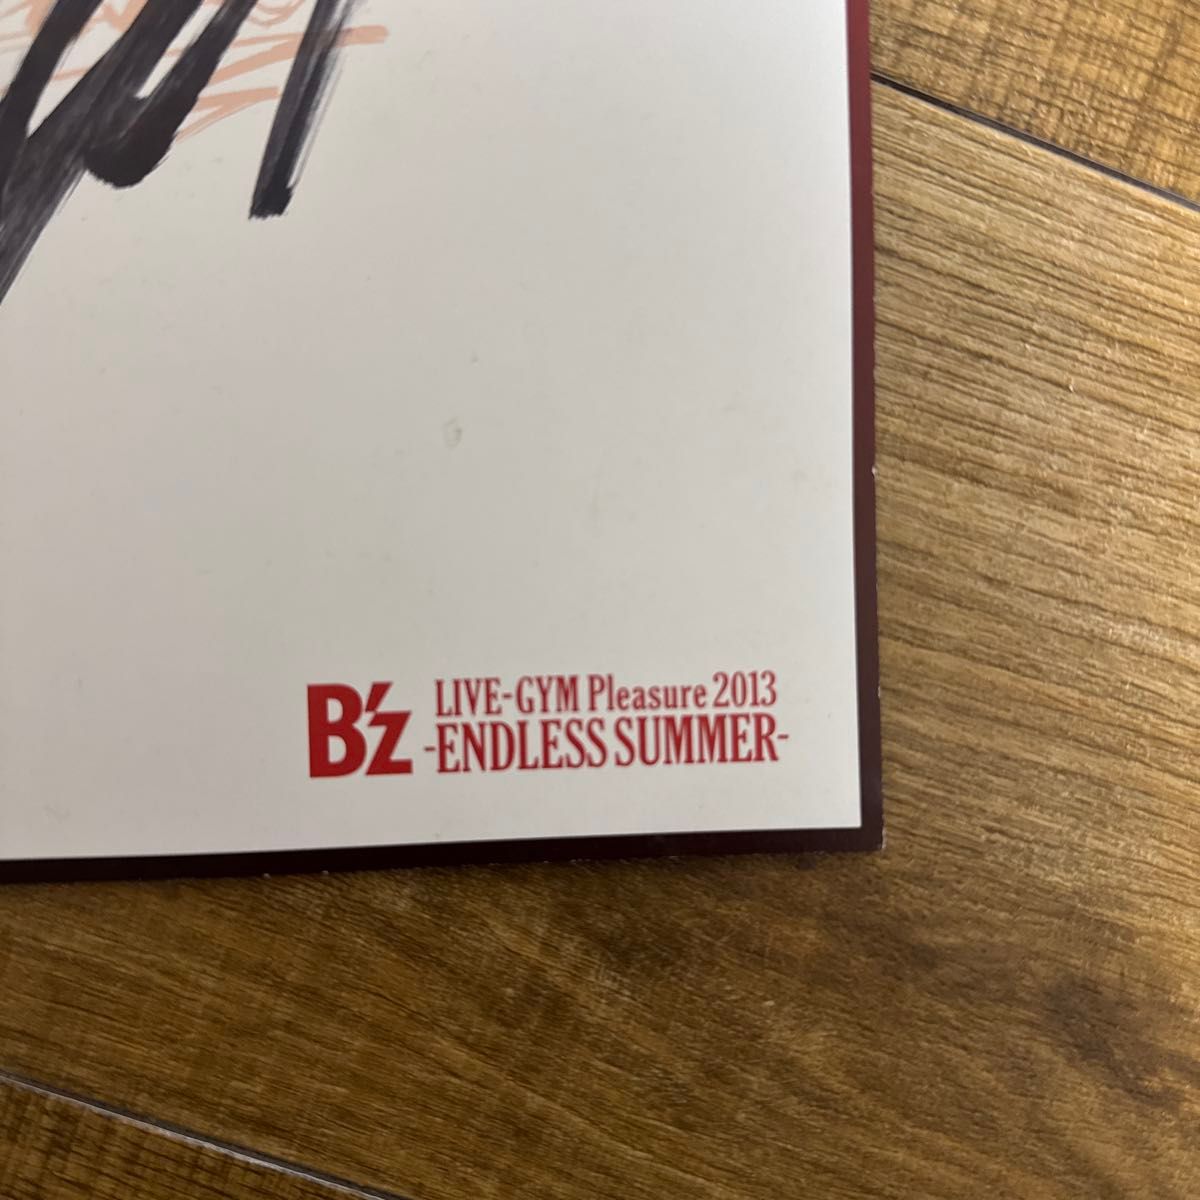 B'z
LIVE-GYM Pleasure 2013
-ENDLESS SUMMER-